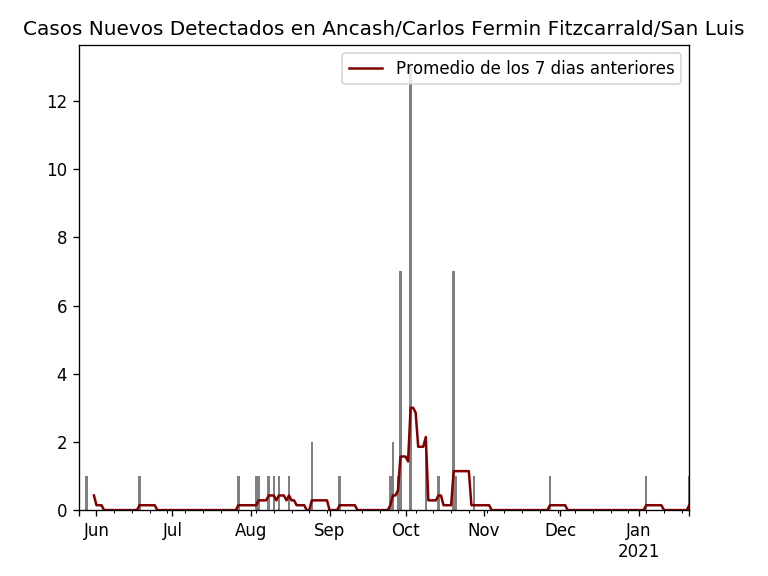 Casos Nuevos Detectados en Ancash/Carlos Fermin Fitzcarrald/San Luis
Promedio de los 7 dias anteriores
12
10
8
6
4
2
0
Jun Jul Aug Sep Oct Nov Dec Jan
2021